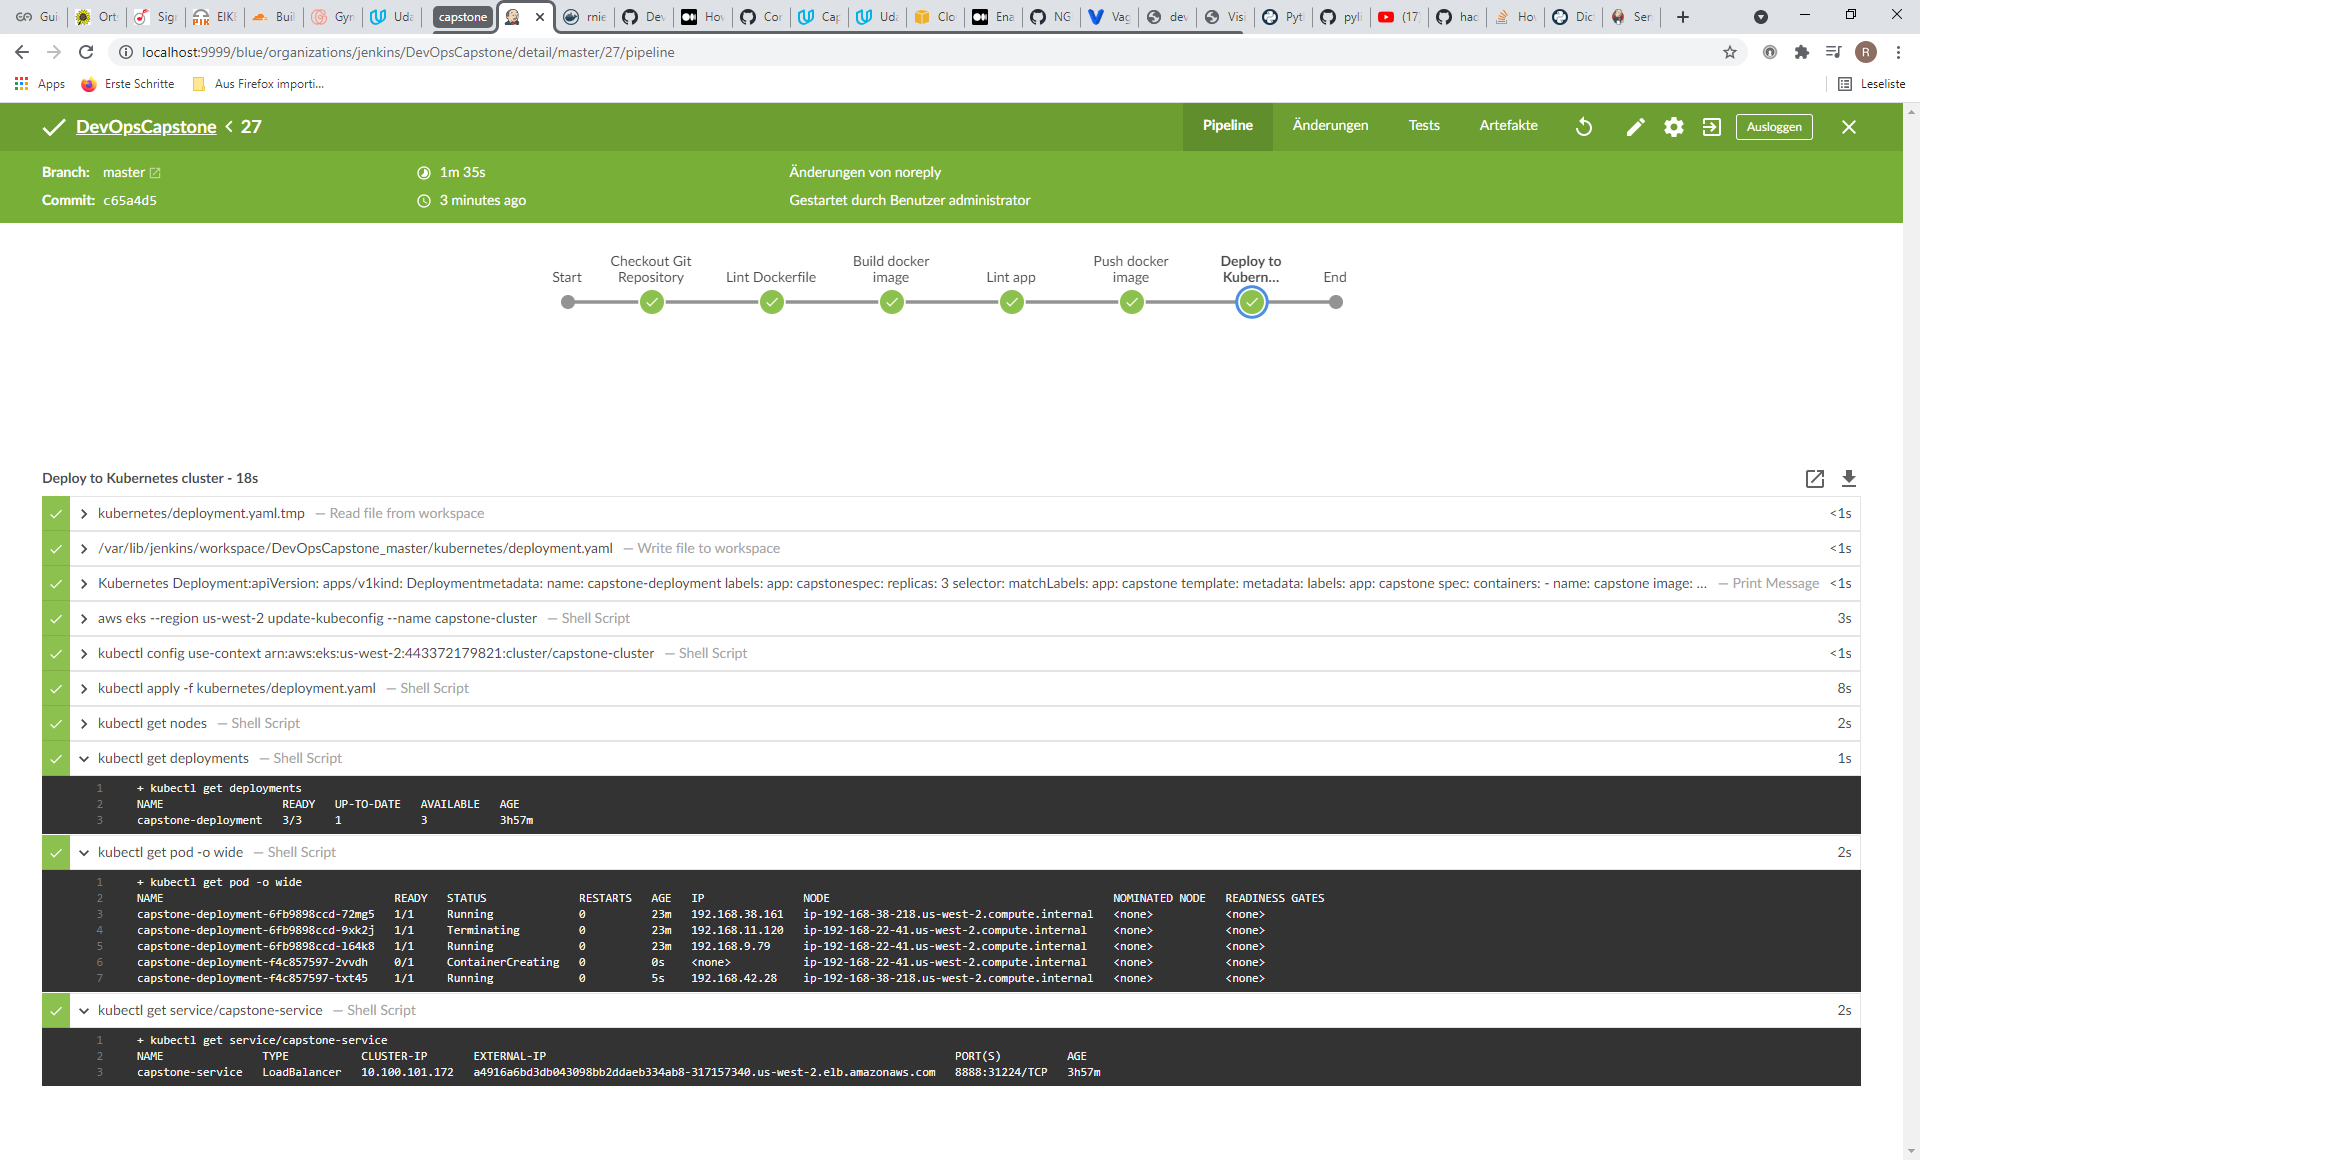 Gui
Ort
Sig
EIKI
Buil
Gyn
Uda
capstone
rnie
Dev
Hov
Cor
Cap
Uda
Clo
Ena
NG
Vag
dev
Visi
Pyt
pyli
(17)
hac
Hov
Dic
Ser
localhost:9999/blue/organizations/jenkins/DevOpsCapstone/detail/master/27/pipeline
R
Apps Erste Schritte Aus Firefox importi... Leseliste
DevOpsCapstone < 27 Pipeline Änderungen Tests Artefakte Ausloggen
Branch: master 1m 35s Änderungen von noreply
Commit: c65a4d5 3 minutes ago Gestartet durch Benutzer administrator
Start
Checkout Git
Repository
Lint Dockerfile
Build docker
image
Lint app
Push docker
image
Deploy to
Kubern...
End
Deploy to Kubernetes cluster - 18s
kubernetes/deployment.yaml.tmp — Read file from workspace <1s
/var/lib/jenkins/workspace/DevOpsCapstone_master/kubernetes/deployment.yaml — Write file to workspace <1s
Kubernetes Deployment:apiVersion: apps/v1kind: Deploymentmetadata: name: capstone-deployment labels: app: capstonespec: replicas: 3 selector: matchLabels: app: capstone template: metadata: labels: app: capstone spec: containers: - name: capstone image: ... — Print Message <1s
aws eks --region us-west-2 update-kubeconfig --name capstone-cluster — Shell Script 3s
kubectl config use-context arn:aws:eks:us-west-2:443372179821:cluster/capstone-cluster — Shell Script <1s
kubectl apply -f kubernetes/deployment.yaml — Shell Script 8s
kubectl get nodes — Shell Script 2s
kubectl get deployments — Shell Script 1s
1 + kubectl get deployments
2 NAME READY UP-TO-DATE AVAILABLE AGE
3 capstone-deployment 3/3 1 3 3h57m
kubectl get pod -o wide — Shell Script 2s
1 + kubectl get pod -o wide
2 NAME READY STATUS RESTARTS AGE IP NODE NOMINATED NODE READINESS GATES
3 capstone-deployment-6fb9898ccd-72mg5 1/1 Running 0 23m 192.168.38.161 ip-192-168-38-218.us-west-2.compute.internal <none> <none>
4 capstone-deployment-6fb9898ccd-9xk2j 1/1 Terminating 0 23m 192.168.11.120 ip-192-168-22-41.us-west-2.compute.internal <none> <none>
5 capstone-deployment-6fb9898ccd-l64k8 1/1 Running 0 23m 192.168.9.79 ip-192-168-22-41.us-west-2.compute.internal <none> <none>
6 capstone-deployment-f4c857597-2vvdh 0/1 ContainerCreating 0 0s <none> ip-192-168-22-41.us-west-2.compute.internal <none> <none>
7 capstone-deployment-f4c857597-txt45 1/1 Running 0 5s 192.168.42.28 ip-192-168-38-218.us-west-2.compute.internal <none> <none>
kubectl get service/capstone-service — Shell Script 2s
1 + kubectl get service/capstone-service
2 NAME TYPE CLUSTER-IP EXTERNAL-IP PORT(S) AGE
3 capstone-service LoadBalancer 10.100.101.172 a4916a6bd3db043098bb2ddaeb334ab8-317157340.us-west-2.elb.amazonaws.com 8888:31224/TCP 3h57m